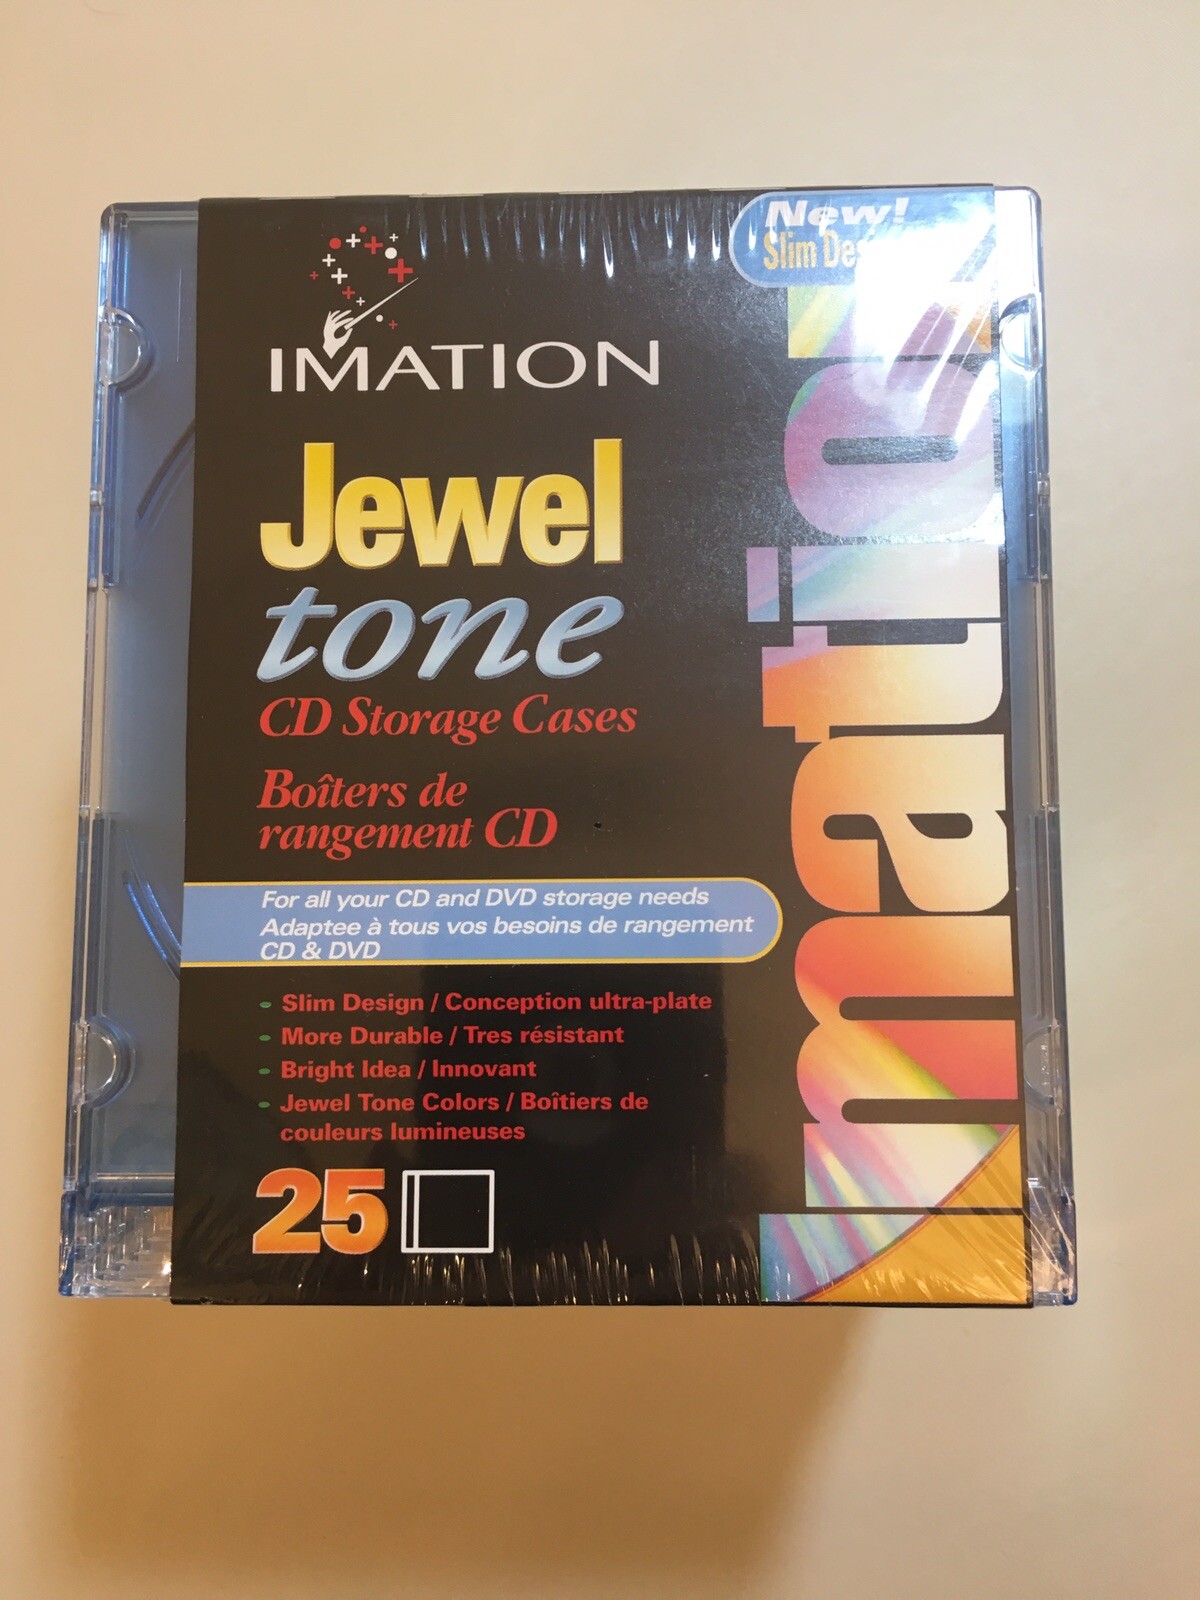 New!
Slim
IMATION
Jewel
tone
CD Storage Cases
Boîters de
rangement CD
For all your CD and DVD storage needs
Adaptee à tous vos besoins de rangement
CD & DVD
Slim Design / Conception ultra-plate
More Durable / Tres résistant
Bright Idea / Innovant
Jewel Tone Colors / Boîtiers de
couleurs lumineuses
25
imation